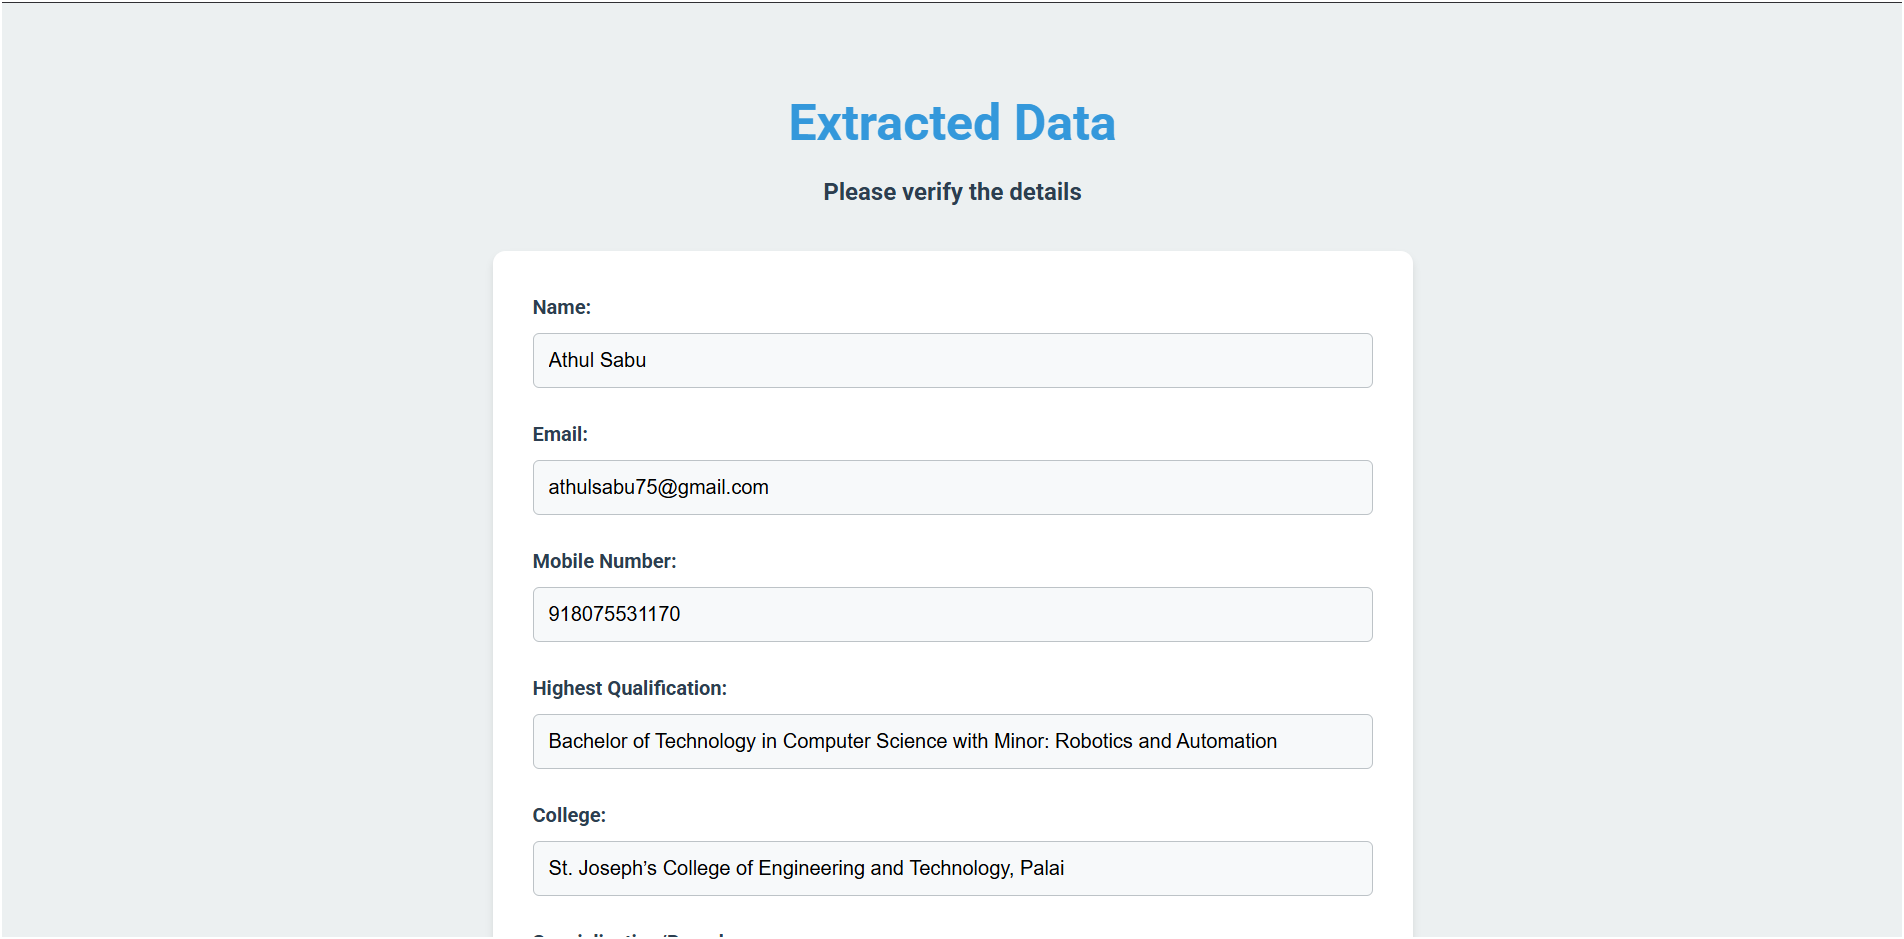 Extracted Data
Please verify the details
Name:
Athul Sabu
Email:
athulsabu75@gmail.com
Mobile Number:
918075531170
Highest Qualification:
Bachelor of Technology in Computer Science with Minor: Robotics and Automation
College:
St. Joseph’s College of Engineering and Technology, Palai